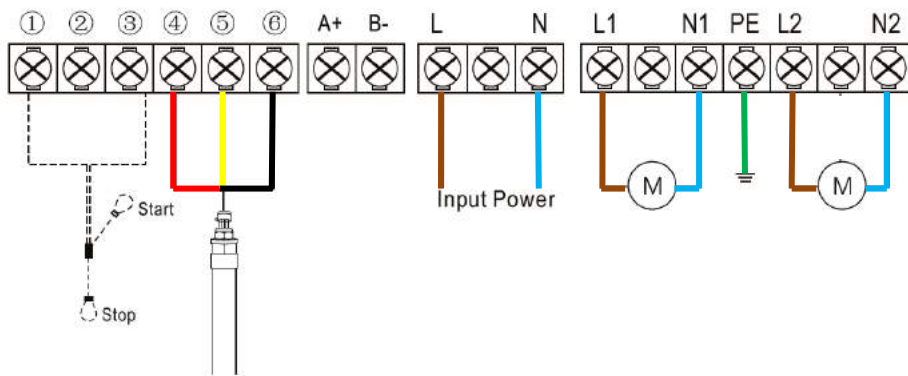 ① ② ③ ④ ⑤ ⑥ A+ B- L N L1 N1 PE L2 N2
M M
Input Power
Start
Stop